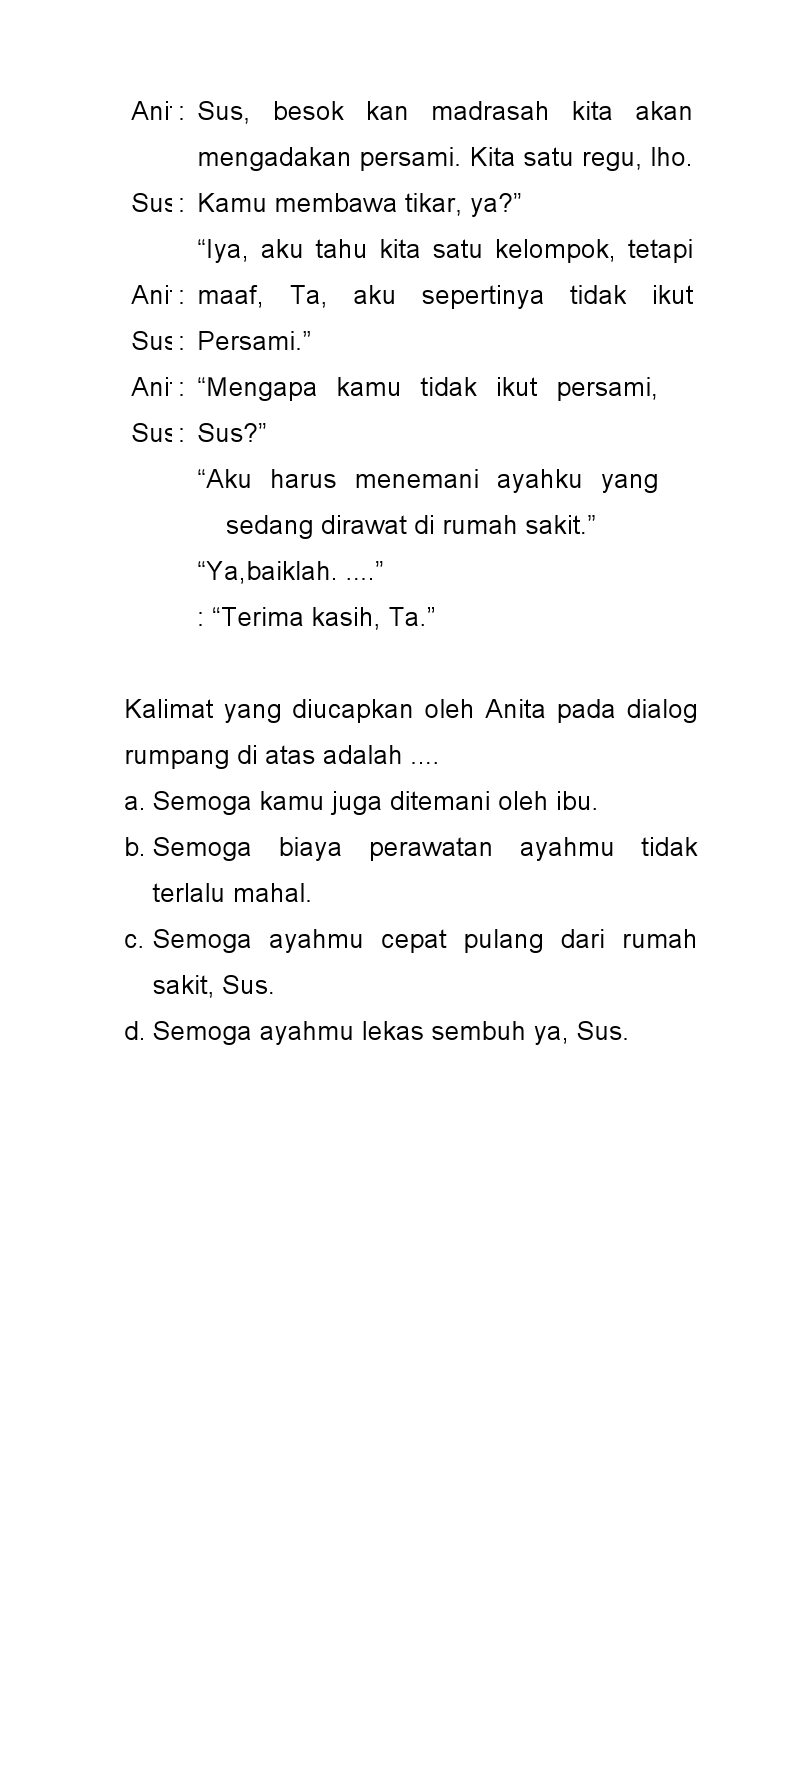 Ani : Sus, besok kan madrasah kita akan
mengadakan persami. Kita satu regu, lho.
Sus : Kamu membawa tikar, ya?”
“Iya, aku tahu kita satu kelompok, tetapi
Ani : maaf, Ta, aku sepertinya tidak ikut
Sus : Persami.”
Ani : “Mengapa kamu tidak ikut persami,
Sus : Sus?”
“Aku harus menemani ayahku yang
sedang dirawat di rumah sakit.”
“Ya,baiklah. ....”
: “Terima kasih, Ta.”
Kalimat yang diucapkan oleh Anita pada dialog
rumpang di atas adalah ....
a. Semoga kamu juga ditemani oleh ibu.
b. Semoga biaya perawatan ayahmu tidak
terlalu mahal.
c. Semoga ayahmu cepat pulang dari rumah
sakit, Sus.
d. Semoga ayahmu lekas sembuh ya, Sus.